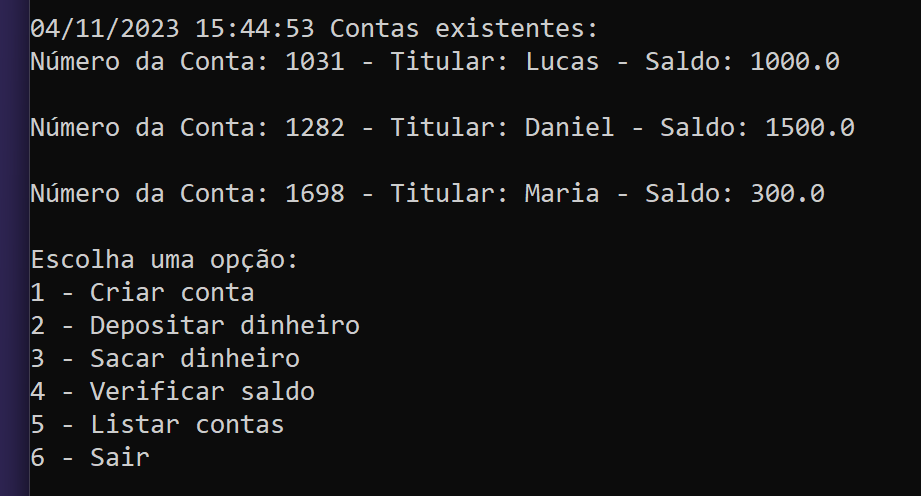 04/11/2023 15:44:53 Contas existentes:
Número da Conta: 1031 - Titular: Lucas - Saldo: 1000.0
Número da Conta: 1282 - Titular: Daniel - Saldo: 1500.0
Número da Conta: 1698 - Titular: Maria - Saldo: 300.0
Escolha uma opção:
1 - Criar conta
2 - Depositar dinheiro
3 - Sacar dinheiro
4 - Verificar saldo
5 - Listar contas
6 - Sair